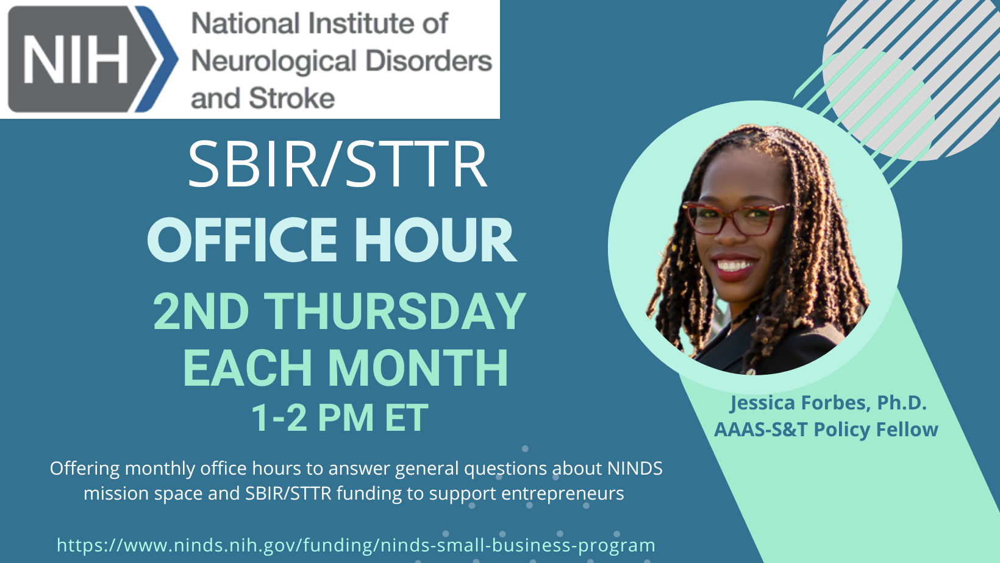 NIH
National Institute of
Neurological Disorders
and Stroke
SBIR/STTR
OFFICE HOUR
2ND THURSDAY
EACH MONTH
1-2 PM ET
Offering monthly office hours to answer general questions about NINDS
mission space and SBIR/STTR funding to support entrepreneurs
https://www.ninds.nih.gov/funding/ninds-small-business-program
Jessica Forbes, Ph.D.
AAAS-S&T Policy Fellow